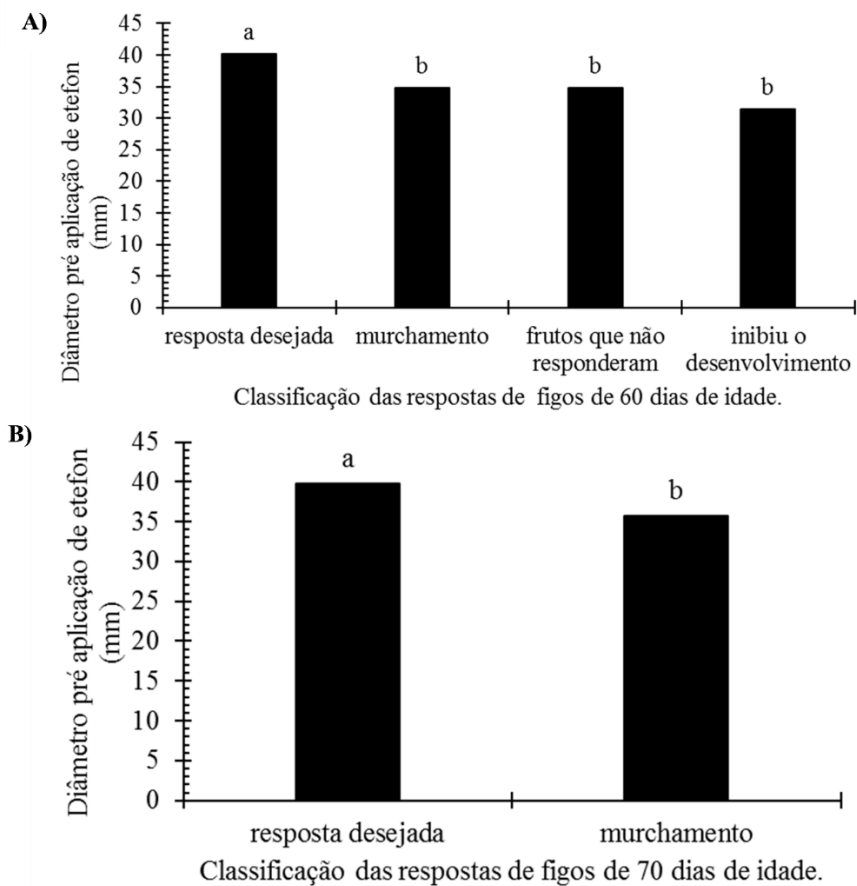 A)
Diâmetro pré aplicação de etefon
(mm)
45
40
35
30
25
20
15
10
5
0
a
b
b
b
resposta desejada
murchamento
frutos que não
responderam
inibiu o
desenvolvimento
Classificação das respostas de figos de 60 dias de idade.
B)
Diâmetro pré aplicação de etefon
(mm)
45
40
35
30
25
20
15
10
5
0
a
b
resposta desejada
murchamento
Classificação das respostas de figos de 70 dias de idade.